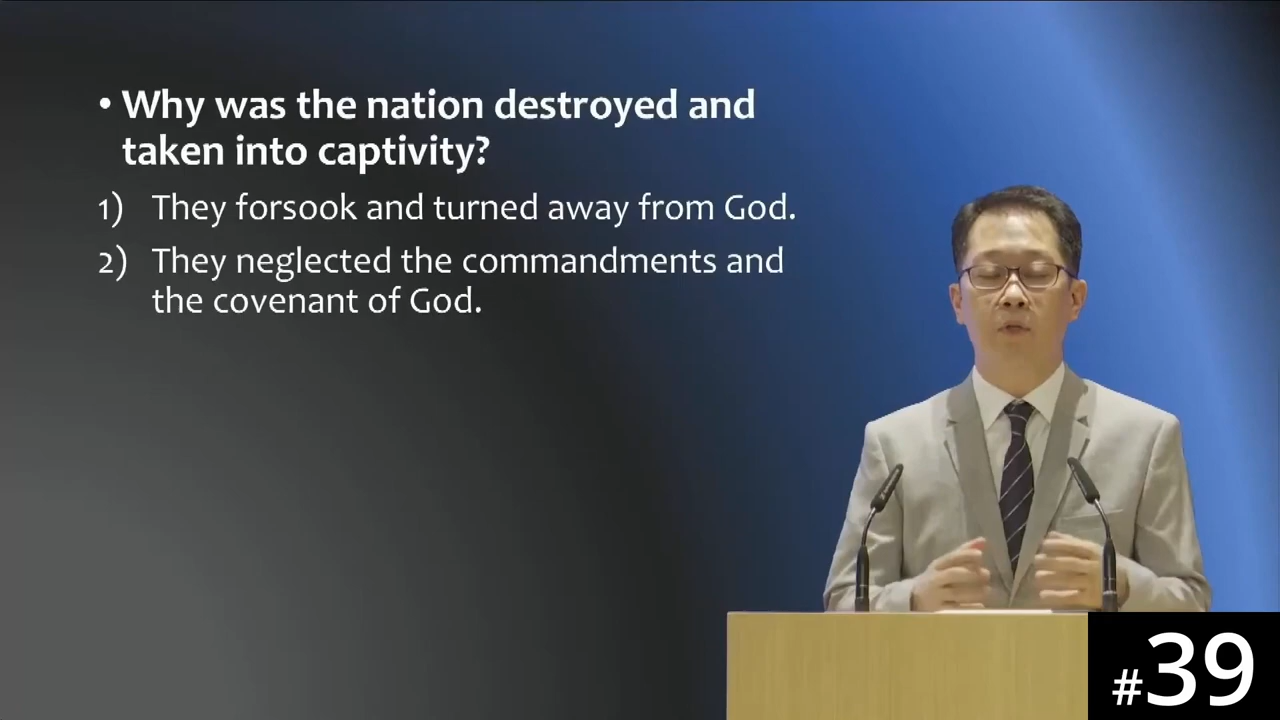 • Why was the nation destroyed and
taken into captivity?
1) They forsook and turned away from God.
2) They neglected the commandments and
the covenant of God.
#39